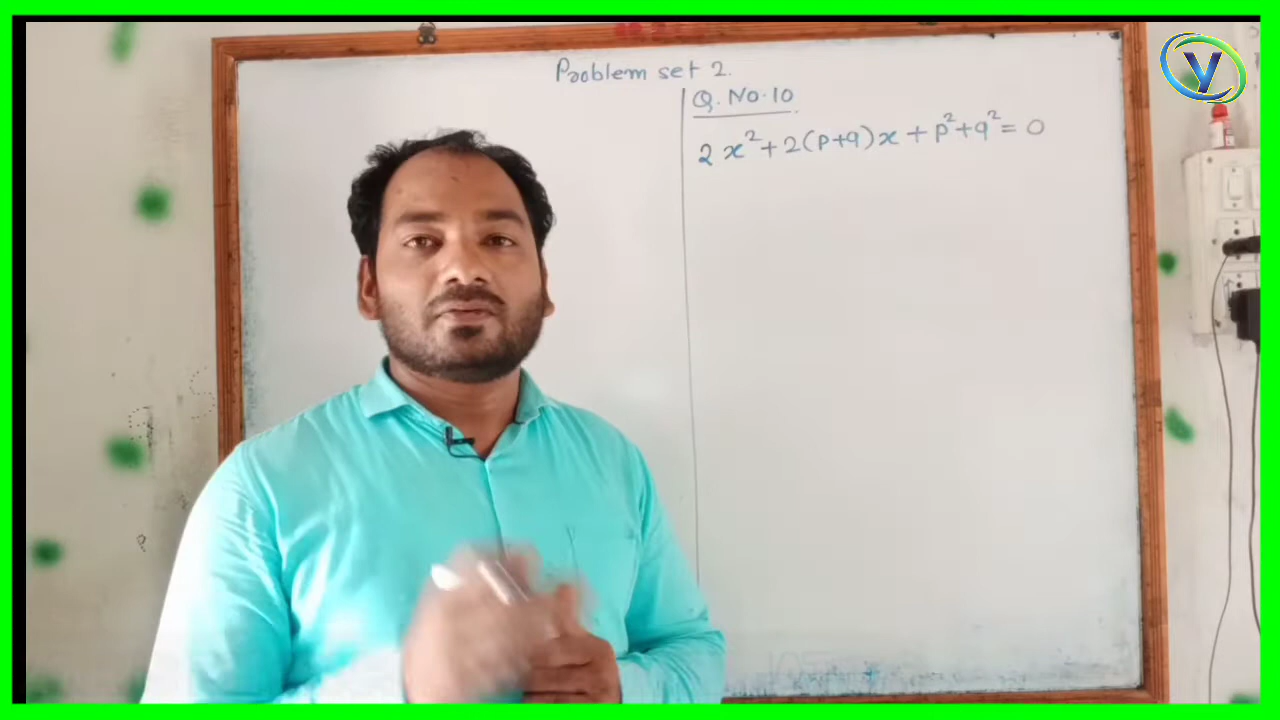 Problem set 2.
Q. No. 10
2x² + 2(p+q)x + p² + q² = 0
Y